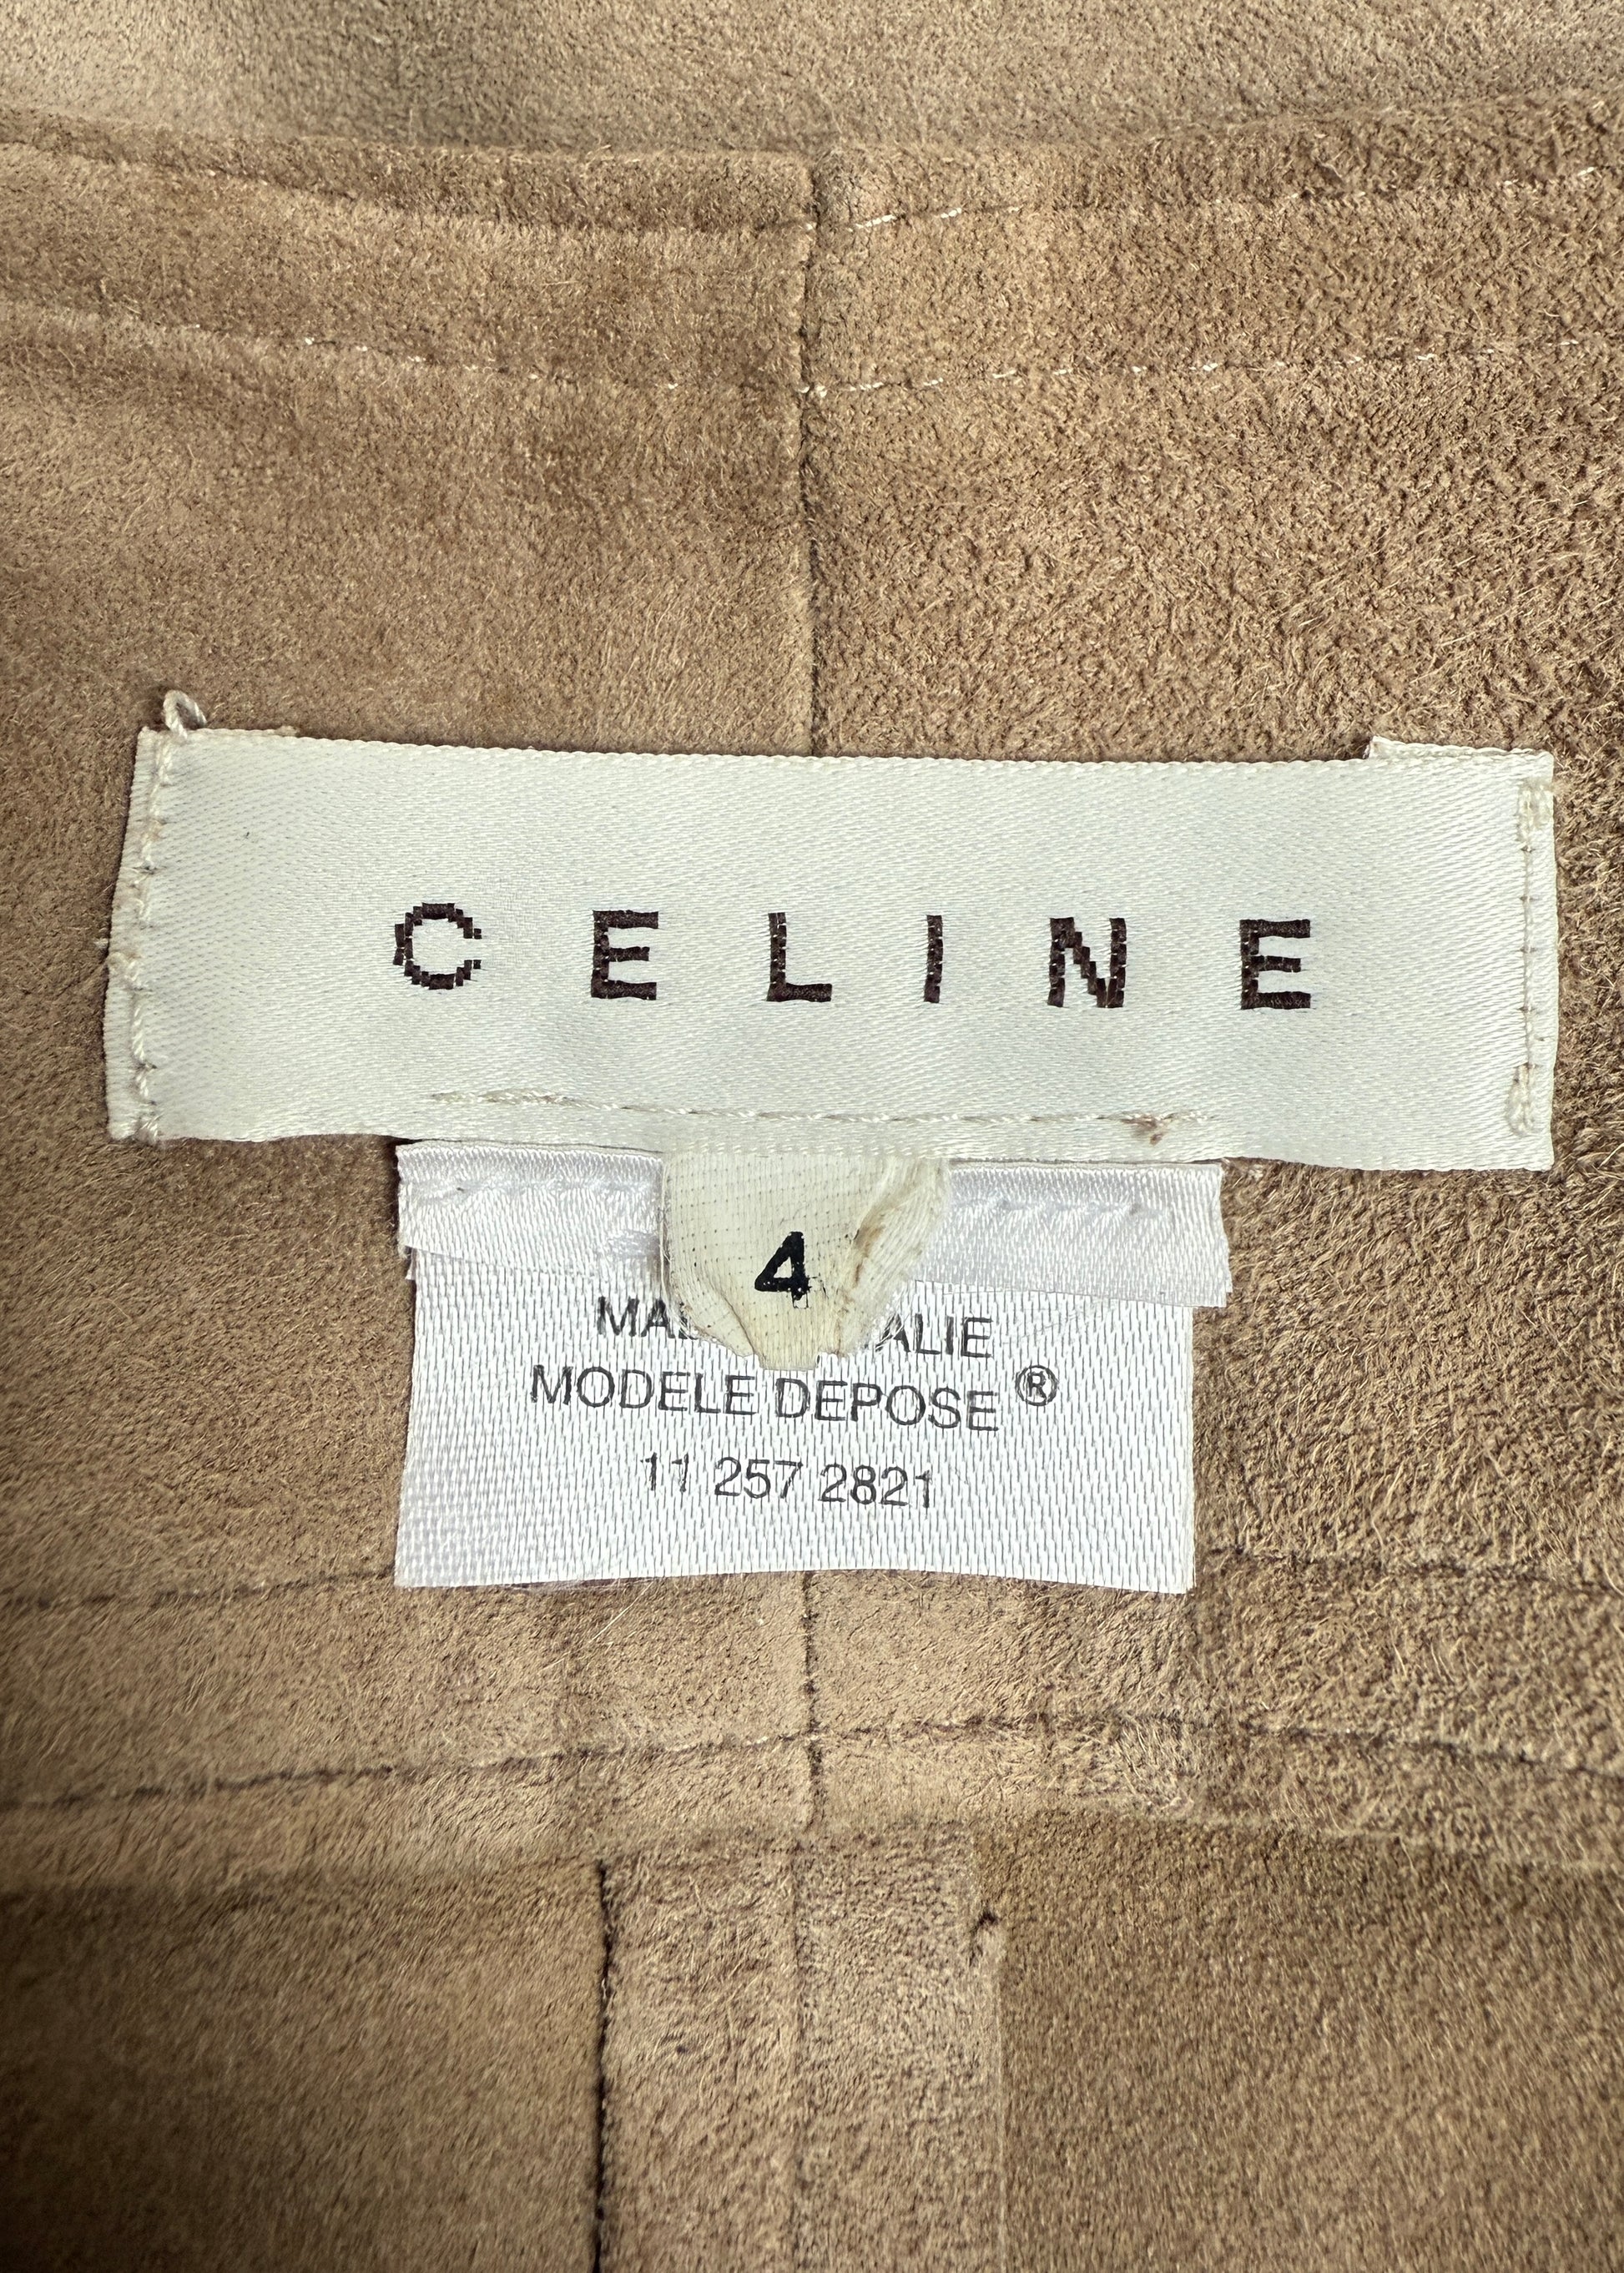 CELINE
4
MODELE DEPOSE ®
11 257 2821